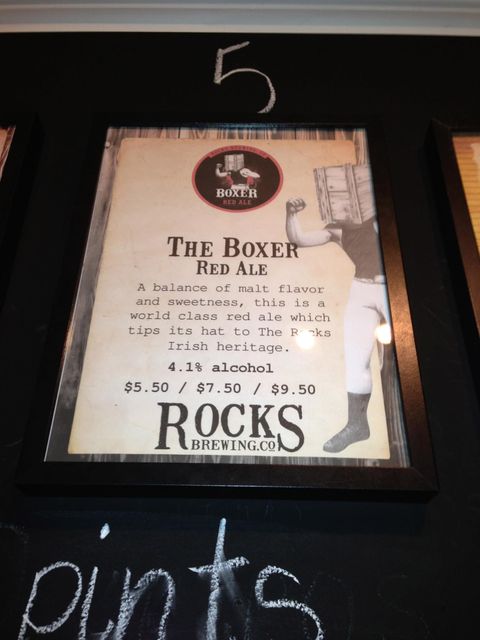 5
BOXER
RED ALE
THE BOXER
RED ALE
A balance of malt flavor
and sweetness, this is a
world class red ale which
tips its hat to The Rocks
Irish heritage.
4.1% alcohol
$5.50 / $7.50 / $9.50
ROCKS
BREWING.CO
pints